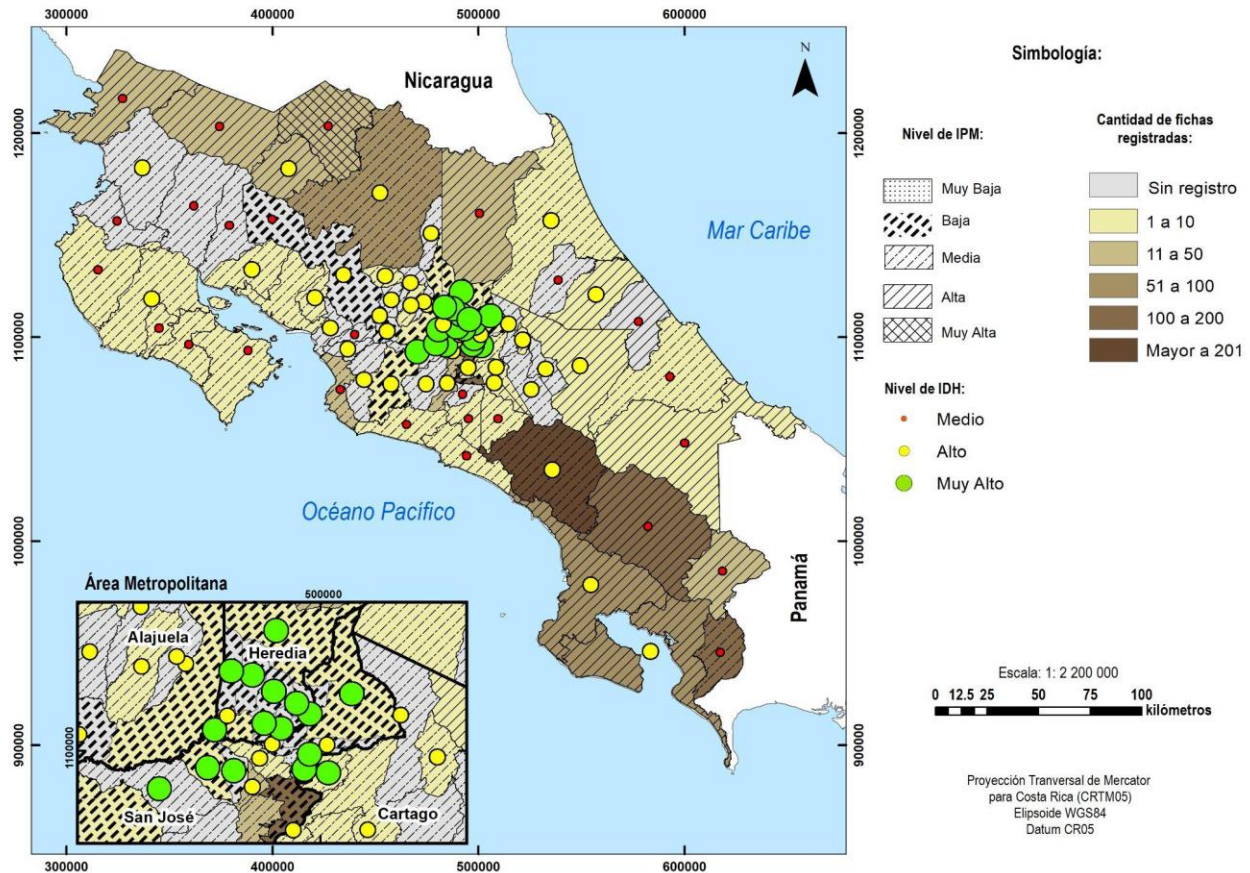 300000 400000 500000 600000
Simbología:
N
Nicaragua
Mar Caribe
Océano Pacífico
Panamá
1200000
1100000
1000000
900000
1200000
1100000
1000000
900000
Nivel de IPM:
Muy Baja
Baja
Media
Alta
Muy Alta
Cantidad de fichas
registradas:
Sin registro
1 a 10
11 a 50
51 a 100
100 a 200
Mayor a 201
Nivel de IDH:
Medio
Alto
Muy Alto
Área Metropolitana
500000
1100000
Alajuela
Heredia
San José
Cartago
Escala: 1: 2 200 000
0 12.5 25 50 75 100
kilómetros
Proyección Tranversal de Mercator
para Costa Rica (CRTM05)
Elipsoide WGS84
Datum CR05
300000 400000 500000 600000